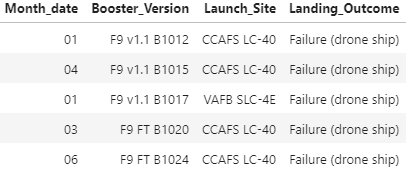 Month_date Booster_Version Launch_Site Landing_Outcome
01 F9 v1.1 B1012 CCAFS LC-40 Failure (drone ship)
04 F9 v1.1 B1015 CCAFS LC-40 Failure (drone ship)
01 F9 v1.1 B1017 VAFB SLC-4E Failure (drone ship)
03 F9 FT B1020 CCAFS LC-40 Failure (drone ship)
06 F9 FT B1024 CCAFS LC-40 Failure (drone ship)